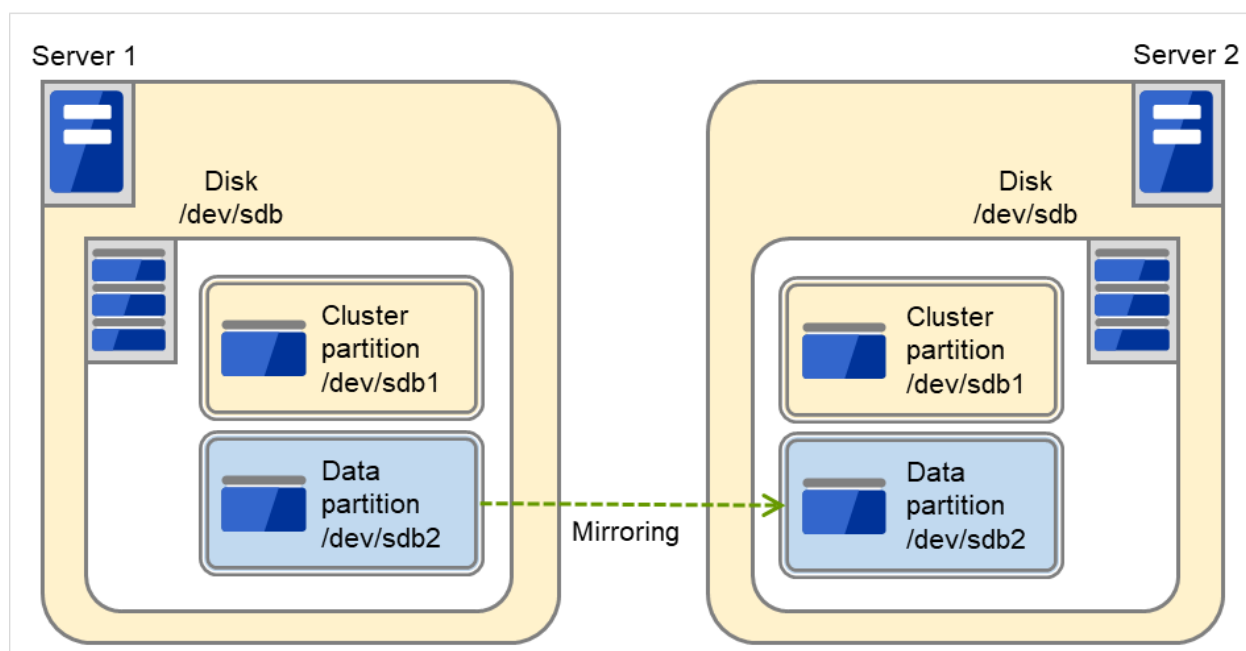 Server 1
Server 2
Disk
/dev/sdb
Disk
/dev/sdb
Cluster
partition
/dev/sdb1
Cluster
partition
/dev/sdb1
Data
partition
/dev/sdb2
Mirroring
Data
partition
/dev/sdb2